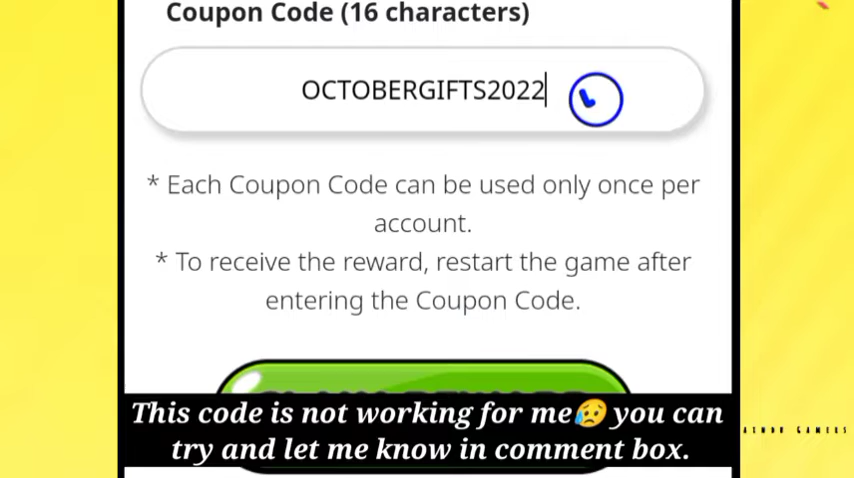 Coupon Code (16 characters)
OCTOBERGIFTS2022
* Each Coupon Code can be used only once per
account.
* To receive the reward, restart the game after
entering the Coupon Code.
This code is not working for me😥you can
try and let me know in comment box.